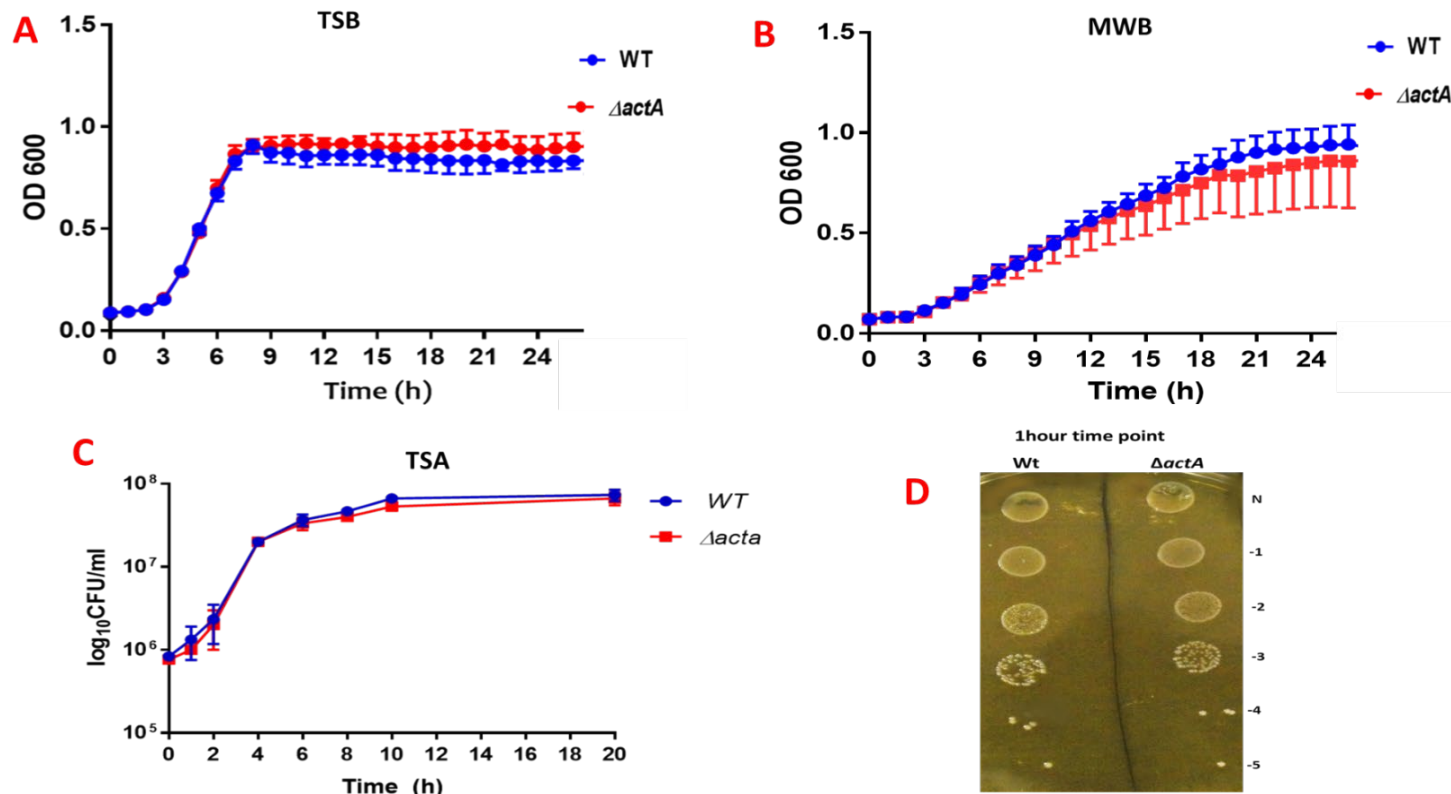 A
TSB
1.5
1.0
0.5
0.0
OD 600
0 3 6 9 12 15 18 21 24
Time (h)
WT
ΔactA
B
MWB
1.5
1.0
0.5
0.0
OD 600
0 3 6 9 12 15 18 21 24
Time (h)
WT
ΔactA
C
TSA
10⁸
10⁷
10⁶
10⁵
log₁₀CFU/ml
0 2 4 6 8 10 12 14 16 18 20
Time (h)
WT
Δacta
D
1hour time point
Wt ΔactA
N
-1
-2
-3
-4
-5